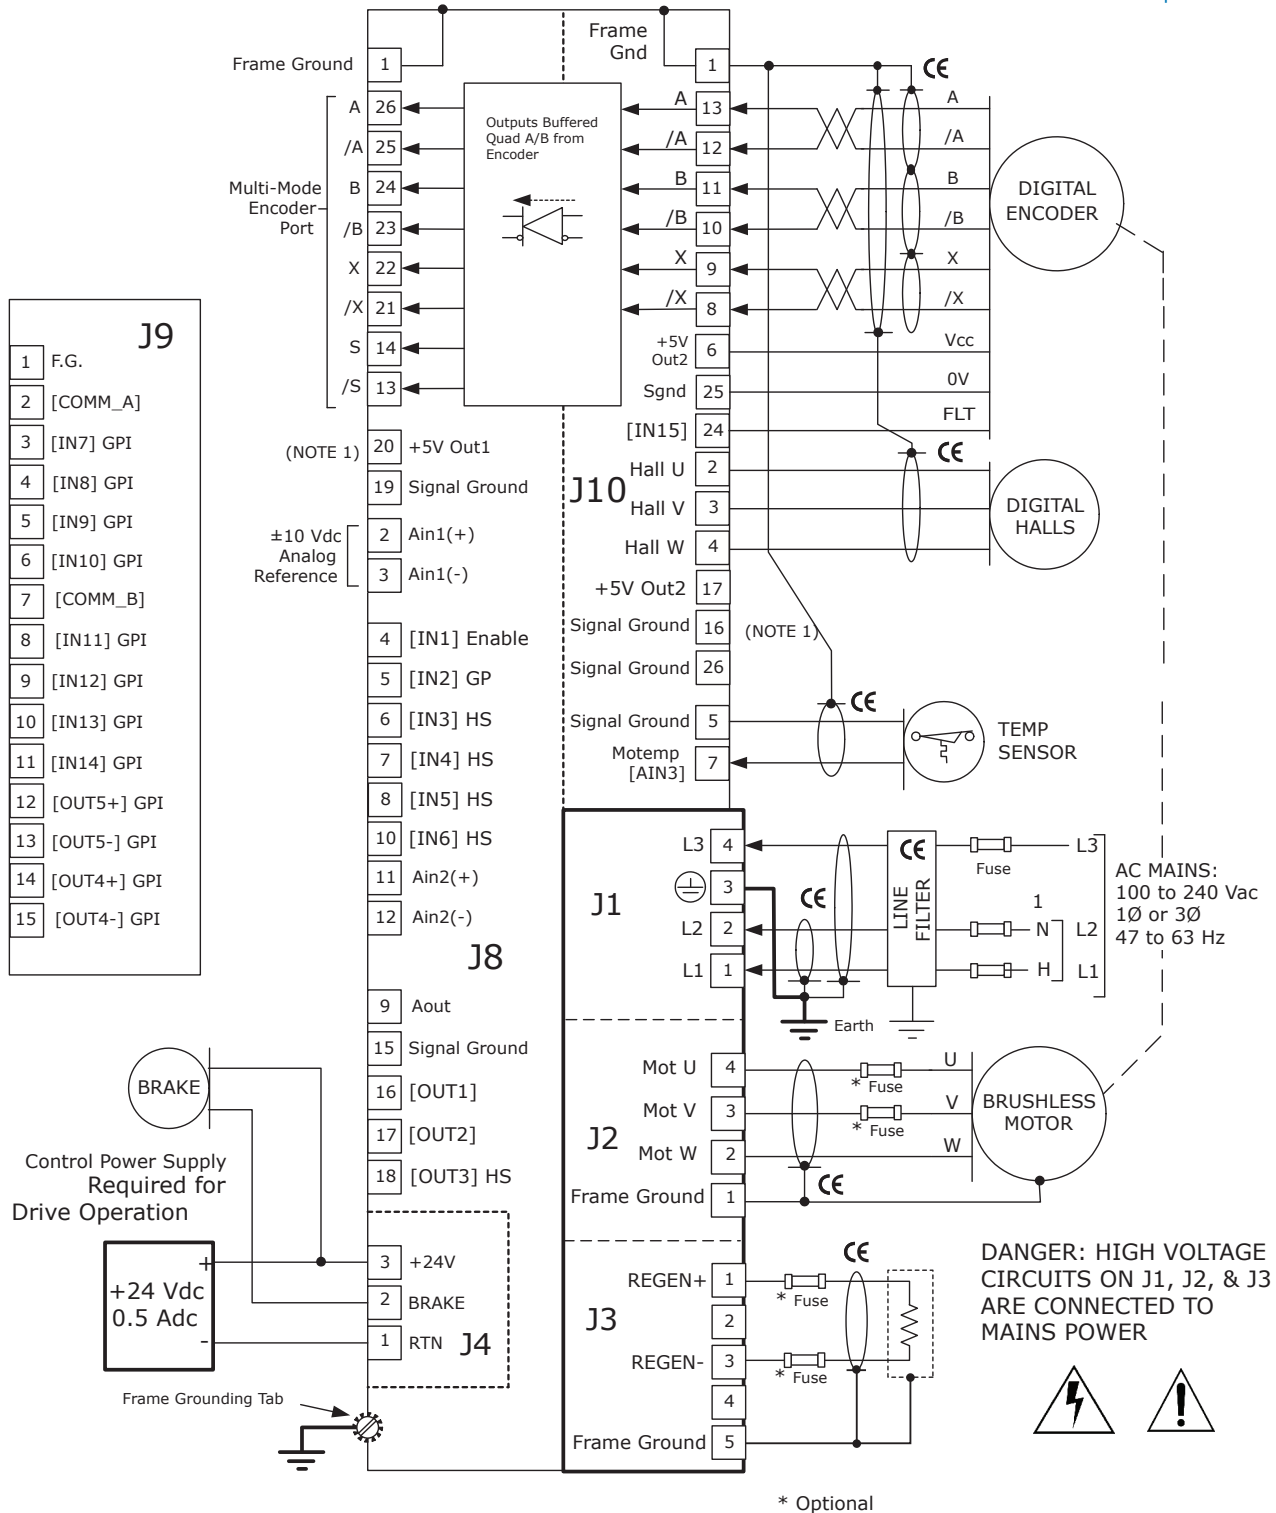 J9
1 F.G.
2 [COMM_A]
3 [IN7] GPI
4 [IN8] GPI
5 [IN9] GPI
6 [IN10] GPI
7 [COMM_B]
8 [IN11] GPI
9 [IN12] GPI
10 [IN13] GPI
11 [IN14] GPI
12 [OUT5+] GPI
13 [OUT5-] GPI
14 [OUT4+] GPI
15 [OUT4-] GPI
Frame Ground 1
Multi-Mode
Encoder
Port
A 26
/A 25
B 24
/B 23
X 22
/X 21
S 14
/S 13
(NOTE 1) 20 +5V Out1
19 Signal Ground
±10 Vdc
Analog
Reference
2 Ain1(+)
3 Ain1(-)
4 [IN1] Enable
5 [IN2] GP
6 [IN3] HS
7 [IN4] HS
8 [IN5] HS
10 [IN6] HS
11 Ain2(+)
12 Ain2(-)
J8
9 Aout
15 Signal Ground
16 [OUT1]
17 [OUT2]
18 [OUT3] HS
BRAKE
Control Power Supply
Required for
Drive Operation
+
+24 Vdc
0.5 Adc
-
3 +24V
2 BRAKE
1 RTN
J4
Frame Grounding Tab
Outputs Buffered
Quad A/B from
Encoder
Frame
Gnd
1
CE
A 13 A
/A 12 /A
B 11 B
/B 10 /B
X 9 X
/X 8 /X
+5V
Out2
6 Vcc
Sgnd 25 0V
[IN15] 24 FLT
DIGITAL
ENCODER
J10
CE
Hall U 2
Hall V 3
Hall W 4
DIGITAL
HALLS
+5V Out2 17
Signal Ground 16 (NOTE 1)
Signal Ground 26
CE
Signal Ground 5
Motemp
[AIN3]
7
TEMP
SENSOR
J1
L3 4
3
L2 2
L1 1
CE
Earth
CE
LINE
FILTER
Fuse
L3
1
N L2
H L1
AC MAINS:
100 to 240 Vac
1Ø or 3Ø
47 to 63 Hz
J2
Mot U 4
Mot V 3
Mot W 2
Frame Ground 1
* Fuse
* Fuse
U
V
W
CE
BRUSHLESS
MOTOR
J3
REGEN+ 1
2
REGEN- 3
4
Frame Ground 5
* Fuse
* Fuse
CE
DANGER: HIGH VOLTAGE
CIRCUITS ON J1, J2, & J3
ARE CONNECTED TO
MAINS POWER
* Optional